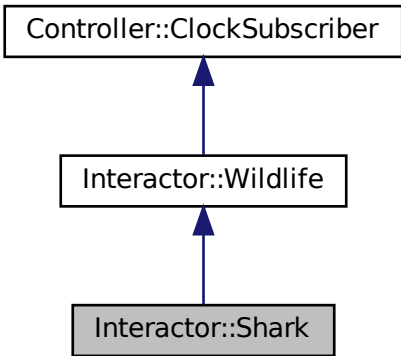 Controller::ClockSubscriber
Interactor::Wildlife
Interactor::Shark